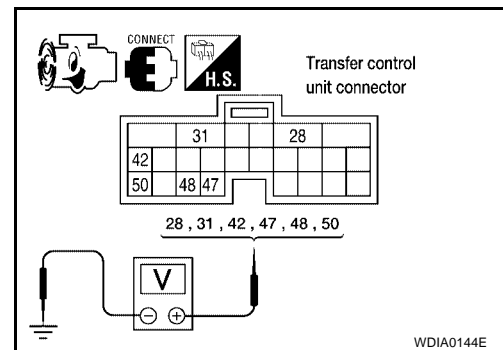 CONNECT
H.S.
Transfer control
unit connector
31 28
42
50 48 47
28 , 31 , 42 , 47 , 48 , 50
V
WDIA0144E